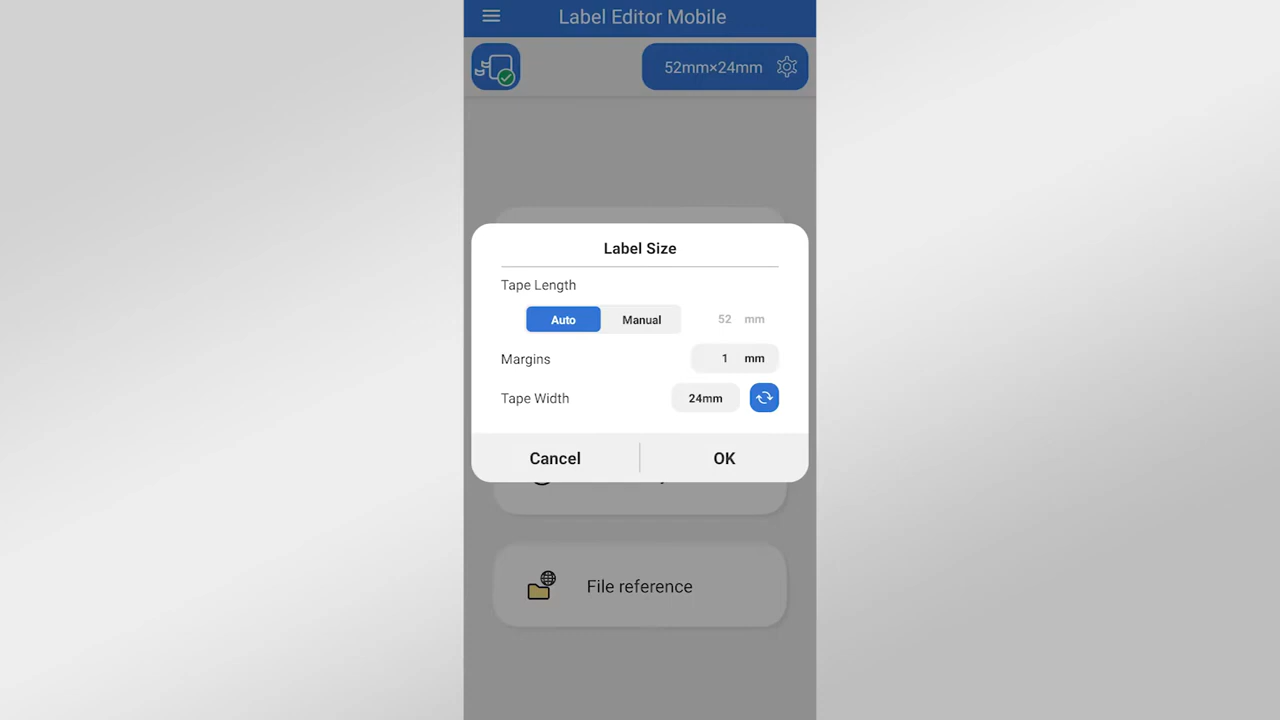 Label Editor Mobile
52mm×24mm
Label Size
Tape Length
Auto Manual 52 mm
Margins 1 mm
Tape Width 24mm
Cancel OK
File reference